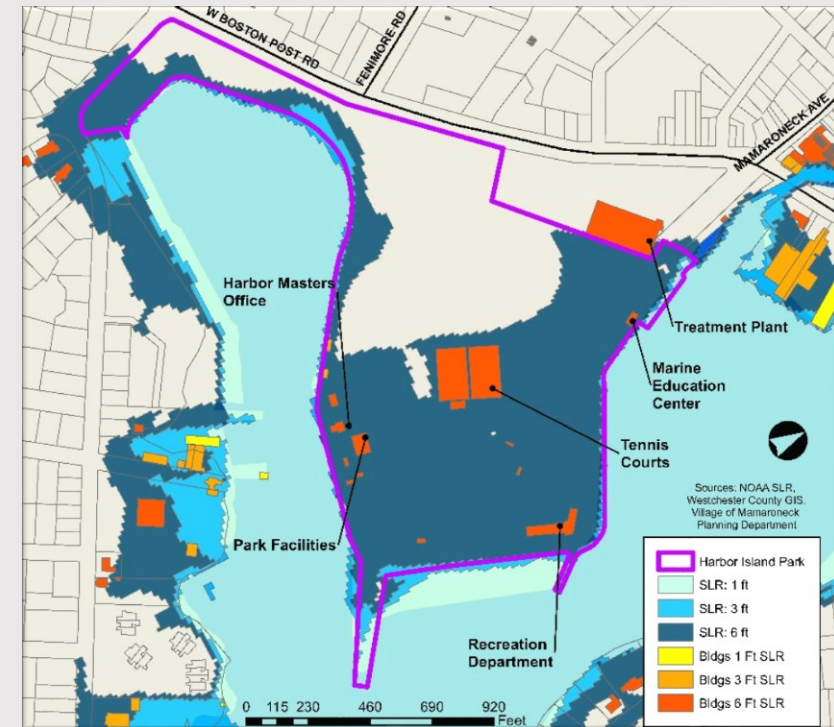 W BOSTON POST RD
FENIMORE RD
MAMARONECK AVE
Harbor Masters
Office
Treatment Plant
Marine
Education
Center
Tennis
Courts
Park Facilities
Recreation
Department
Sources: NOAA SLR,
Westchester County GIS.
Village of Mamaroneck
Planning Department
Harbor Island Park
SLR: 1 ft
SLR: 3 ft
SLR: 6 ft
Bldgs 1 Ft SLR
Bldgs 3 Ft SLR
Bldgs 6 Ft SLR
0 115 230 460 690 920
Feet